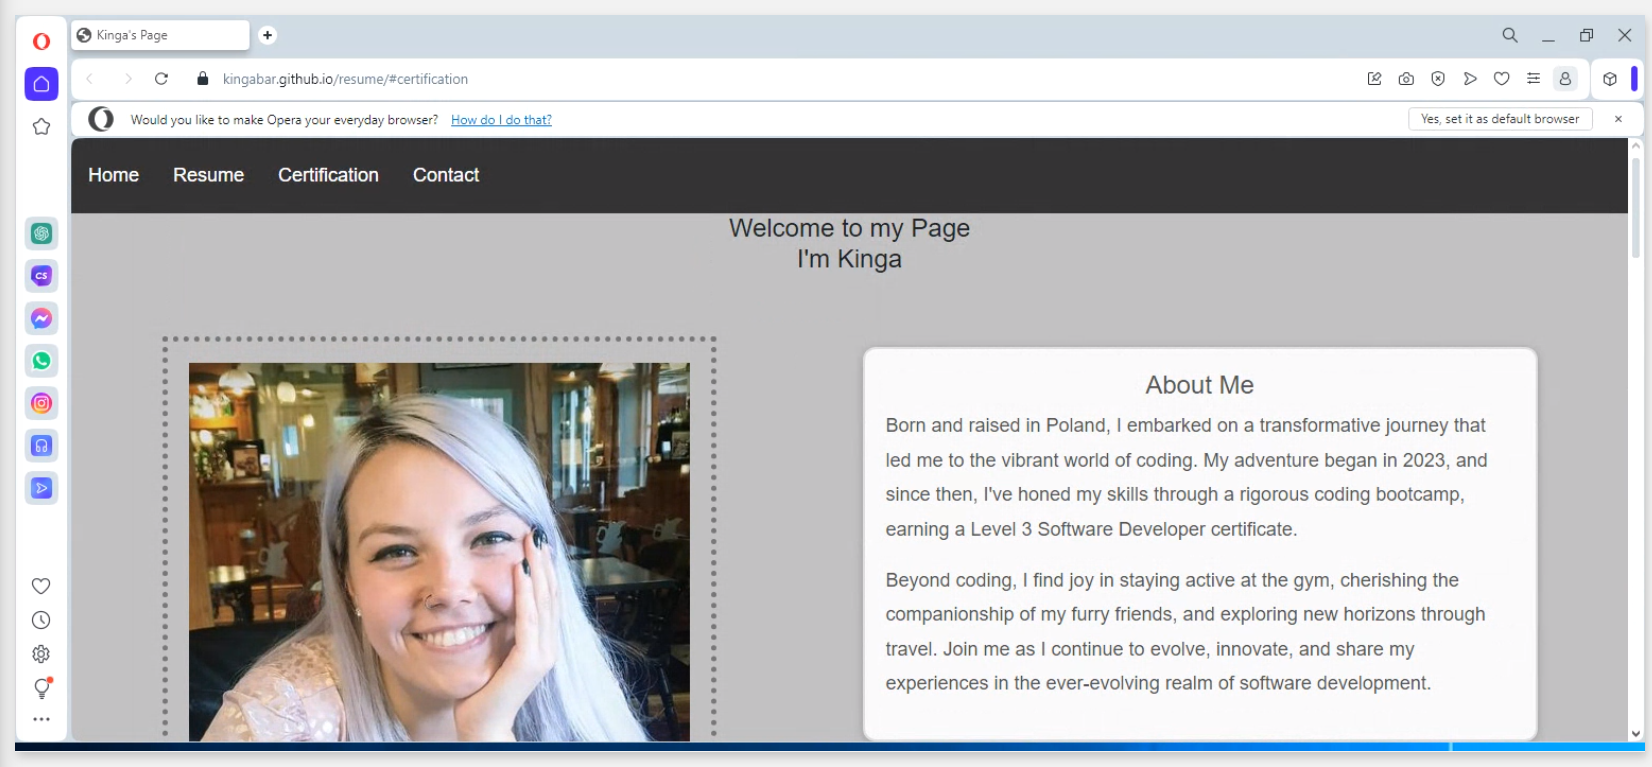 Kinga's Page
kingabar.github.io/resume/#certification
Would you like to make Opera your everyday browser? How do I do that?
Yes, set it as default browser
Home Resume Certification Contact
Welcome to my Page
I'm Kinga
CS
About Me
Born and raised in Poland, I embarked on a transformative journey that
led me to the vibrant world of coding. My adventure began in 2023, and
since then, I've honed my skills through a rigorous coding bootcamp,
earning a Level 3 Software Developer certificate.
Beyond coding, I find joy in staying active at the gym, cherishing the
companionship of my furry friends, and exploring new horizons through
travel. Join me as I continue to evolve, innovate, and share my
experiences in the ever-evolving realm of software development.